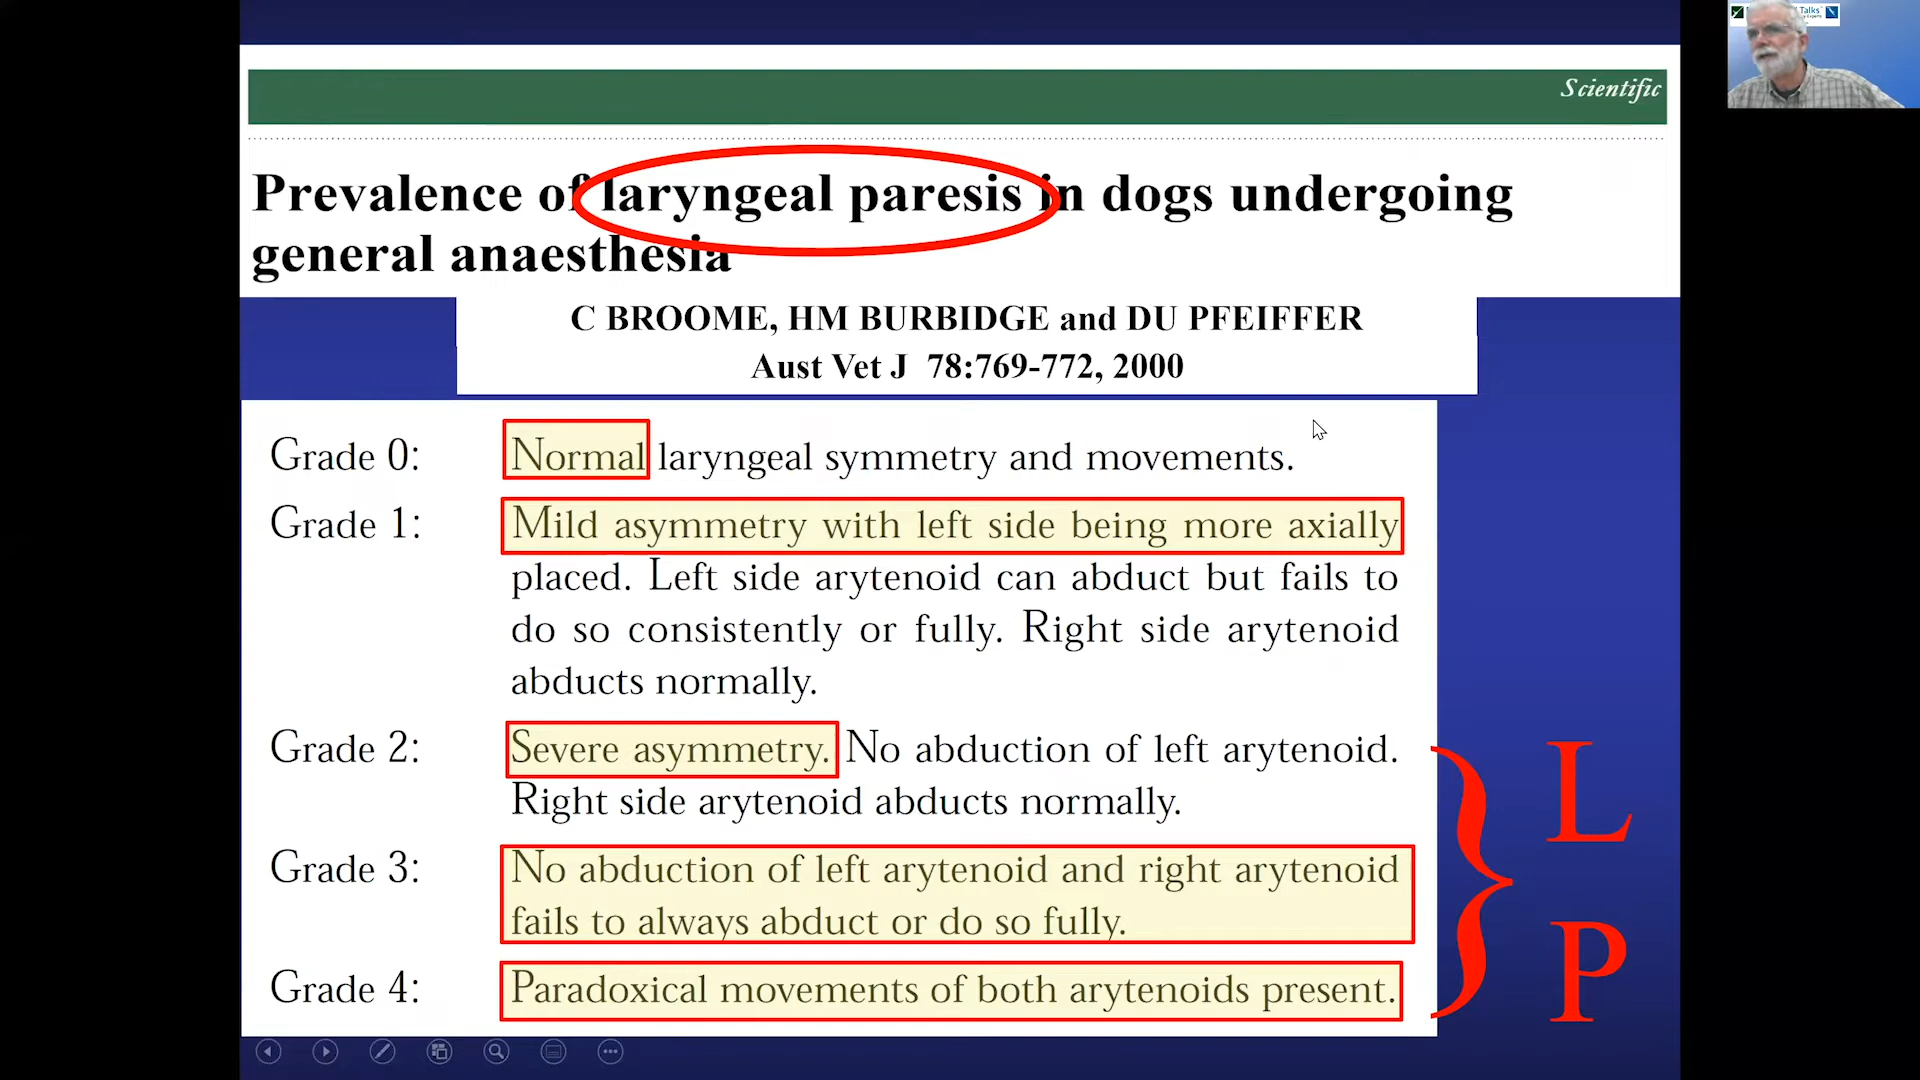 Talks
Scientific
Prevalence of laryngeal paresis in dogs undergoing
general anaesthesia
C BROOME, HM BURBIDGE and DU PFEIFFER
Aust Vet J 78:769-772, 2000
Grade 0: Normal laryngeal symmetry and movements.
Grade 1: Mild asymmetry with left side being more axially
placed. Left side arytenoid can abduct but fails to
do so consistently or fully. Right side arytenoid
abducts normally.
Grade 2: Severe asymmetry. No abduction of left arytenoid.
Right side arytenoid abducts normally.
Grade 3: No abduction of left arytenoid and right arytenoid
fails to always abduct or do so fully.
Grade 4: Paradoxical movements of both arytenoids present.
L
P